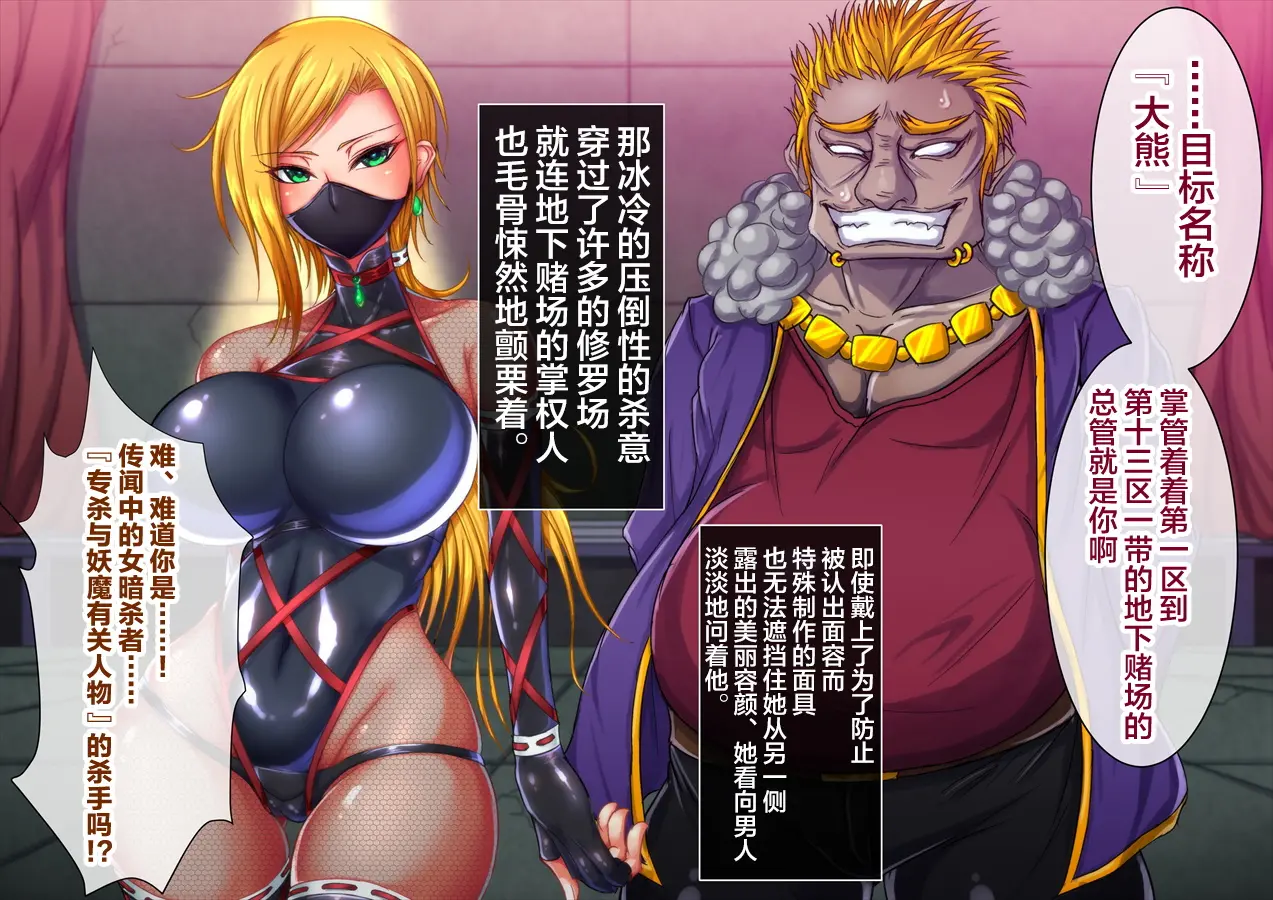 ……目标名称
『大熊』
掌管着着第一区到
第十三区一带的地下赌场的
总管就是你啊
那冰冷的压倒性的杀意
穿过了许多的修罗场
就连地下赌场的掌权人
也毛骨悚然地颤栗着。
即使戴上了为了防止
被认出面容而
特殊制作的面具
也无法遮挡住她从另一侧
露出的美丽容颜、她看向男人
淡淡地问着他。
难、难道你是……！
传闻中的女暗杀者……
『专杀与妖魔有关人物』的杀手吗!?